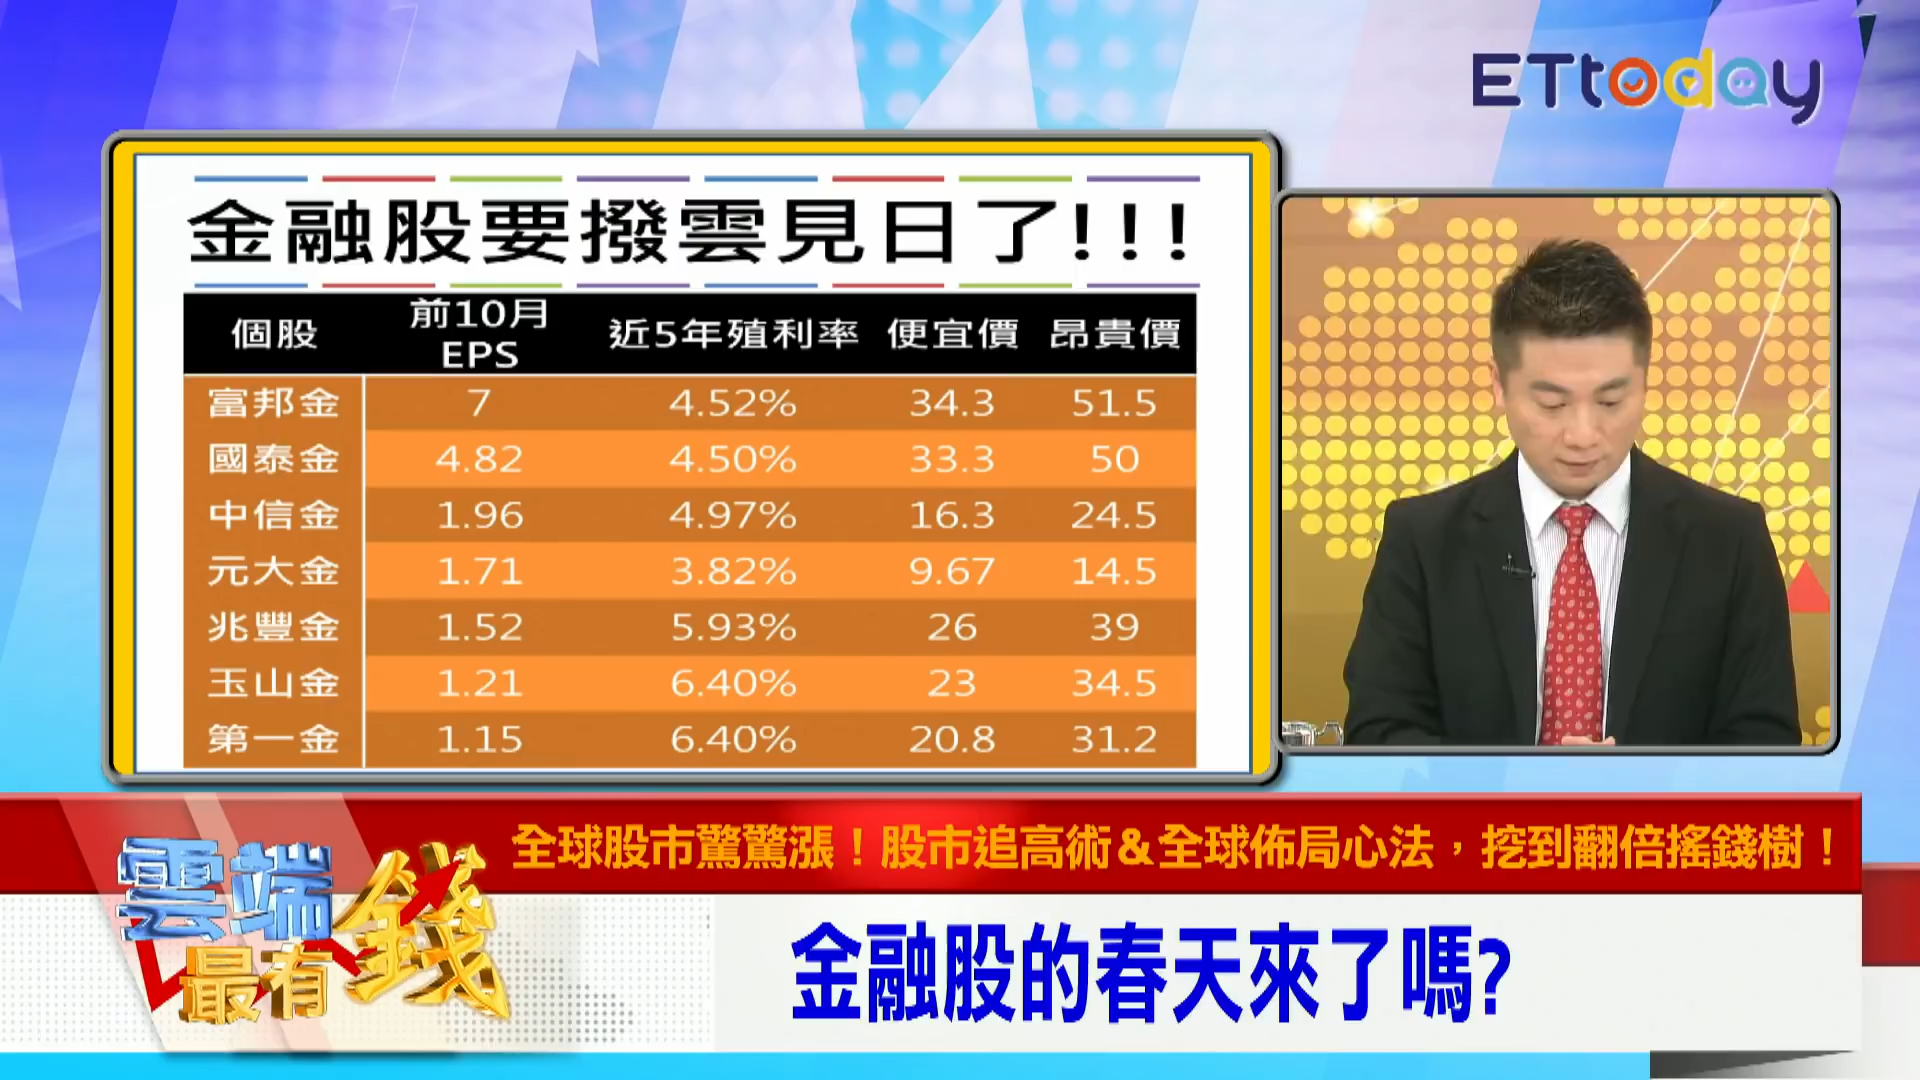 ETtoday
金融股要撥雲見日了!!!
個股 前10月EPS 近5年殖利率 便宜價 昂貴價
富邦金 7 4.52% 34.3 51.5
國泰金 4.82 4.50% 33.3 50
中信金 1.96 4.97% 16.3 24.5
元大金 1.71 3.82% 9.67 14.5
兆豐金 1.52 5.93% 26 39
玉山金 1.21 6.40% 23 34.5
第一金 1.15 6.40% 20.8 31.2
全球股市驚驚漲！股市追高術＆全球佈局心法，挖到翻倍搖錢樹！
雲端最有錢
金融股的春天來了嗎?